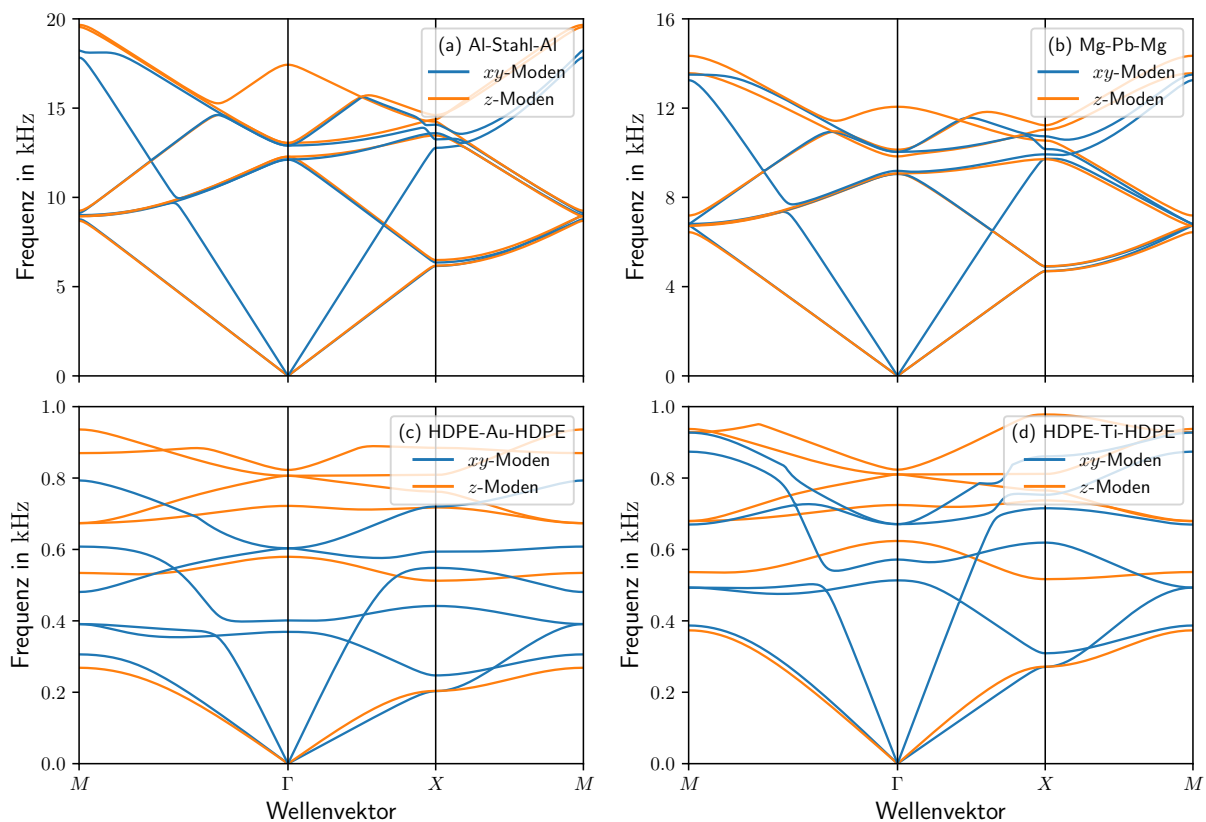 20
15
10
5
0
Frequenz in kHz
(a) Al-Stahl-Al
xy-Moden
z-Moden
16
12
8
4
0
Frequenz in kHz
(b) Mg-Pb-Mg
xy-Moden
z-Moden
1.0
0.8
0.6
0.4
0.2
0.0
Frequenz in kHz
(c) HDPE-Au-HDPE
xy-Moden
z-Moden
M Γ X M
Wellenvektor
1.0
0.8
0.6
0.4
0.2
0.0
Frequenz in kHz
(d) HDPE-Ti-HDPE
xy-Moden
z-Moden
M Γ X M
Wellenvektor